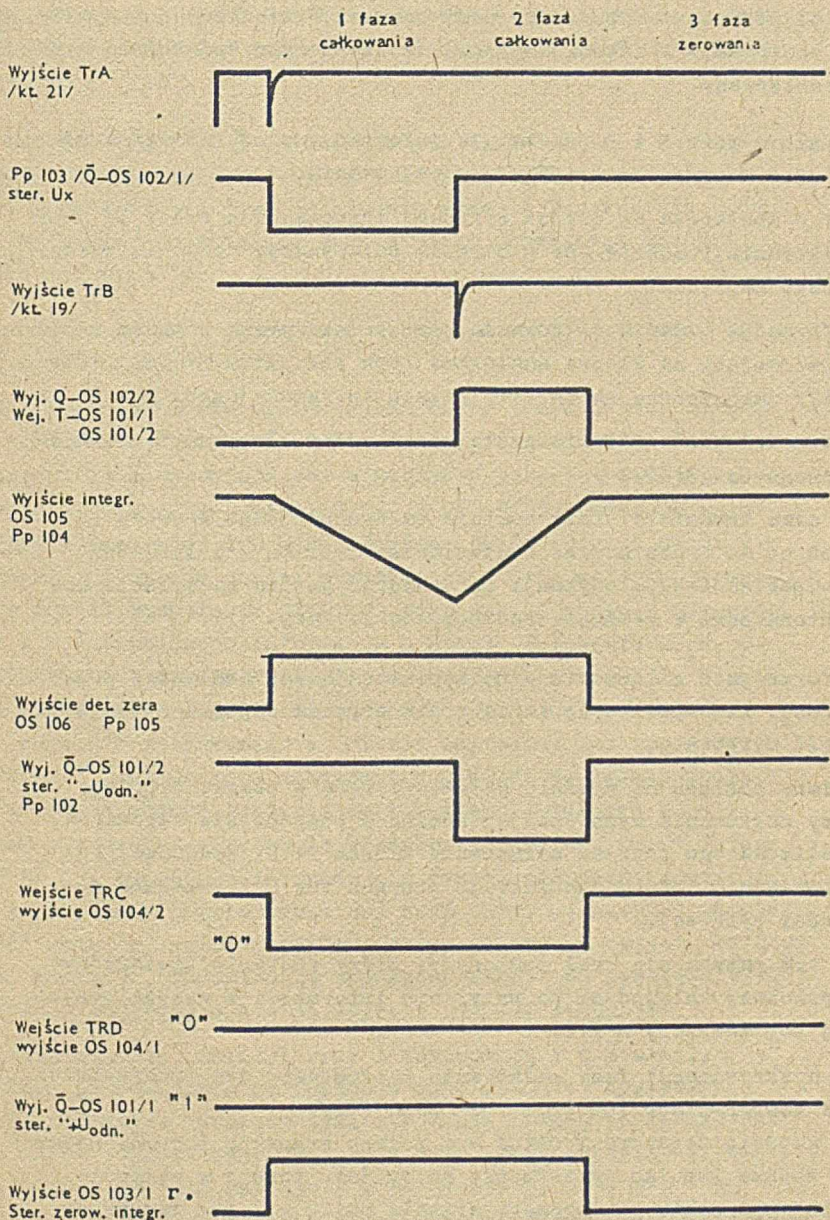 1 faza
całkowania
2 faza
całkowania
3 faza
zerowania
Wyjście TrA
/kt. 21/
Pp 103 /Q̄-OS 102/1/
ster. Ux
Wyjście TrB
/kt. 19/
Wyj. Q-OS 102/2
Wej. T-OS 101/1
OS 101/2
Wyjście integr.
OS 105
Pp 104
Wyjście det. zera
OS 106 Pp 105
Wyj. Q̄-OS 101/2
ster. "-Uodn."
Pp 102
Wejście TRC
wyjście OS 104/2
"O"
Wejście TRD "O"
wyjście OS 104/1
Wyj. Q̄-OS 101/1 "1"
ster. "+Uodn."
Wyjście OS 103/1 r.
Ster. zerow. integr.